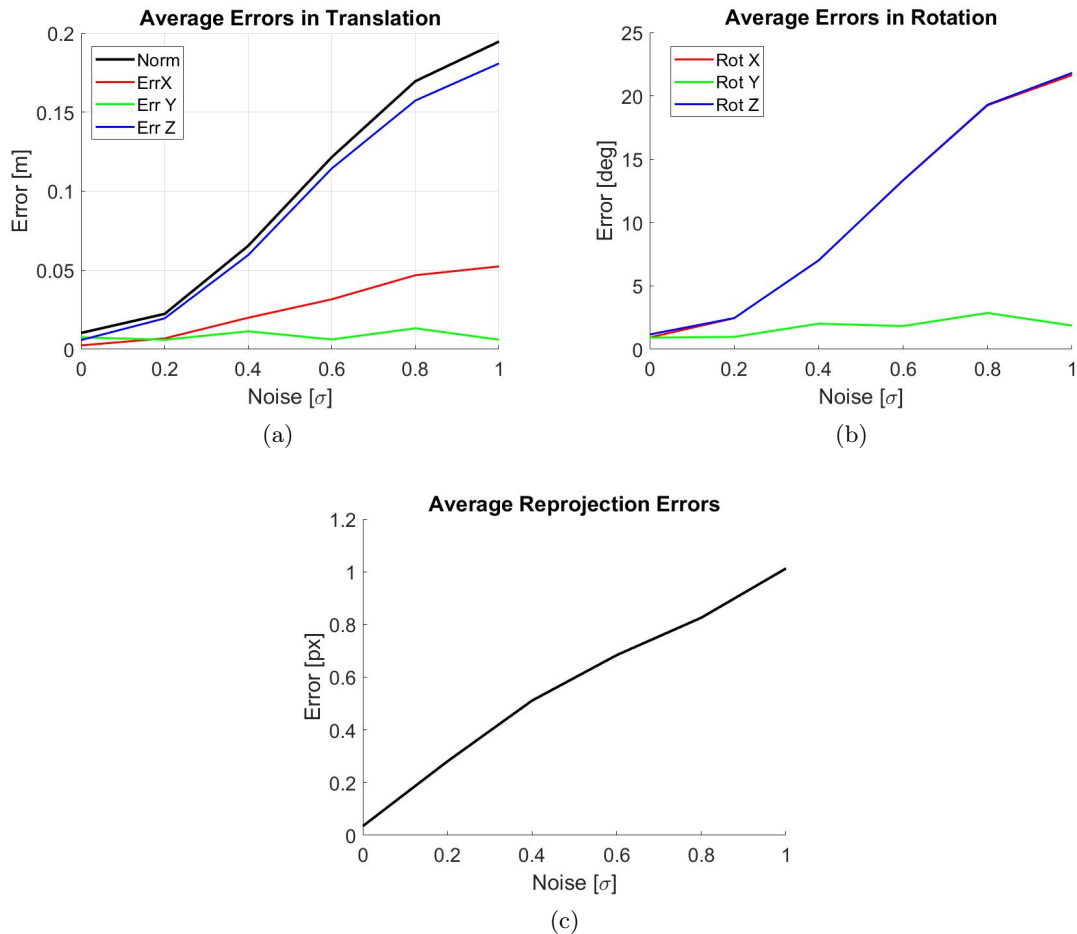 Average Errors in Translation
Norm
ErrX
Err Y
Err Z
Error [m]
0.2
0.15
0.1
0.05
0
0 0.2 0.4 0.6 0.8 1
Noise [σ]
(a)
Average Errors in Rotation
Rot X
Rot Y
Rot Z
Error [deg]
25
20
15
10
5
0
0 0.2 0.4 0.6 0.8 1
Noise [σ]
(b)
Average Reprojection Errors
Error [px]
1.2
1
0.8
0.6
0.4
0.2
0
0 0.2 0.4 0.6 0.8 1
Noise [σ]
(c)